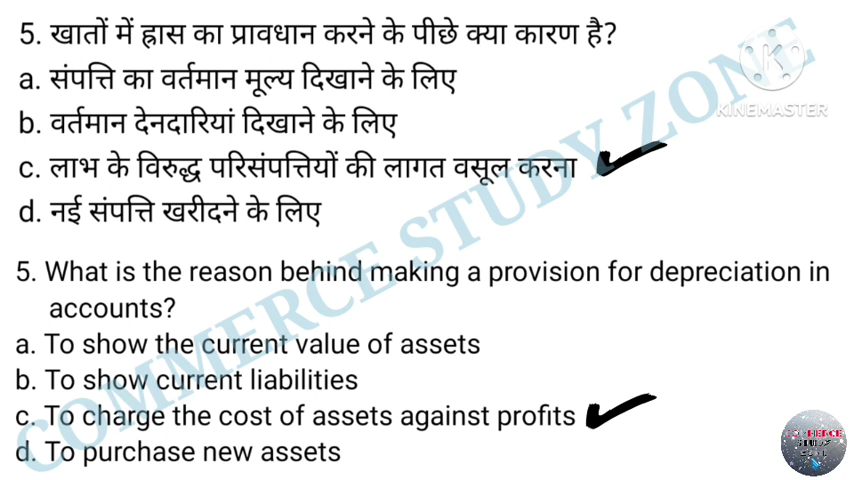 5. खातों में ह्रास का प्रावधान करने के पीछे क्या कारण है?
a. संपत्ति का वर्तमान मूल्य दिखाने के लिए
b. वर्तमान देनदारियां दिखाने के लिए
c. लाभ के विरुद्ध परिसंपत्तियों की लागत वसूल करना
d. नई संपत्ति खरीदने के लिए
5. What is the reason behind making a provision for depreciation in
accounts?
a. To show the current value of assets
b. To show current liabilities
c. To charge the cost of assets against profits
d. To purchase new assets
COMMERCE STUDY ZONE
KINEMASTER
COMMERCE
STUDY